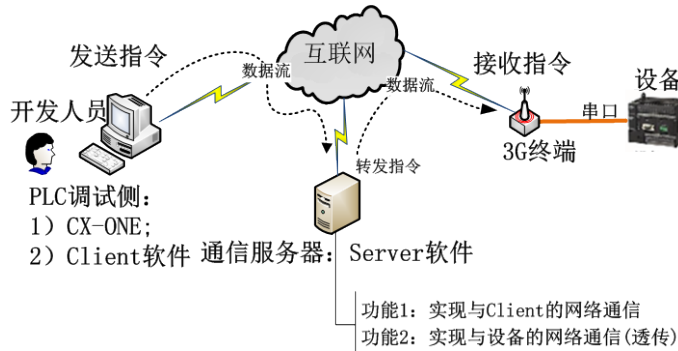 发送指令
互联网
接收指令
数据流
数据流
设备
开发人员
串口
3G终端
转发指令
PLC调试侧：
1）CX-ONE;
2）Client软件
通信服务器：Server软件
功能1：实现与Client的网络通信
功能2：实现与设备的网络通信(透传)